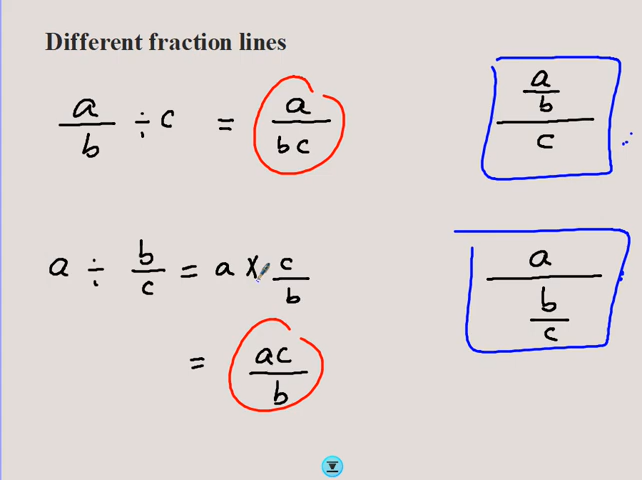 Different fraction lines
a/b ÷ c = a/bc
(a/b)/c
a ÷ b/c = a × c/b
a/(b/c)
= ac/b